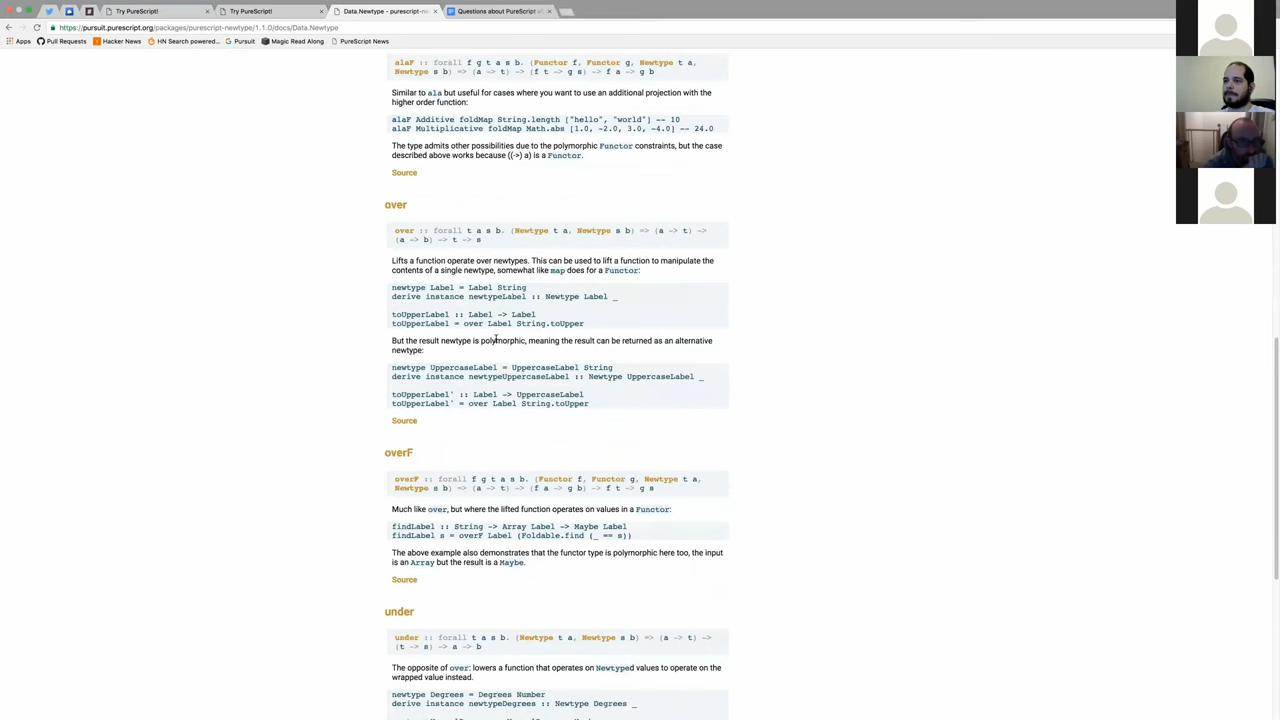 Try PureScript!
Try PureScript!
Data.Newtype - purescript-ne
Questions about PureScript w
https://pursuit.purescript.org/packages/purescript-newtype/1.1.0/docs/Data.Newtype
Apps
Pull Requests
Hacker News
HN Search powered...
Pursuit
Magic Read Along
PureScript News
alaF :: forall f g t a s b. (Functor f, Functor g, Newtype t a,
Newtype s b) => (a -> t) -> (f t -> g s) -> f a -> g b
Similar to ala but useful for cases where you want to use an additional projection with the
higher order function:
alaF Additive foldMap String.length ["hello", "world"] -- 10
alaF Multiplicative foldMap Math.abs [1.0, -2.0, 3.0, -4.0] -- 24.0
The type admits other possibilities due to the polymorphic Functor constraints, but the case
described above works because ((->) a) is a Functor.
Source
over
over :: forall t a s b. (Newtype t a, Newtype s b) => (a -> t) ->
(a -> b) -> t -> s
Lifts a function operate over newtypes. This can be used to lift a function to manipulate the
contents of a single newtype, somewhat like map does for a Functor:
newtype Label = Label String
derive instance newtypeLabel :: Newtype Label _
toUpperLabel :: Label -> Label
toUpperLabel = over Label String.toUpper
But the result newtype is polymorphic, meaning the result can be returned as an alternative
newtype:
newtype UppercaseLabel = UppercaseLabel String
derive instance newtypeUppercaseLabel :: Newtype UppercaseLabel _
toUpperLabel' :: Label -> UppercaseLabel
toUpperLabel' = over Label String.toUpper
Source
overF
overF :: forall f g t a s b. (Functor f, Functor g, Newtype t a,
Newtype s b) => (a -> t) -> (f a -> g b) -> f t -> g s
Much like over, but where the lifted function operates on values in a Functor:
findLabel :: String -> Array Label -> Maybe Label
findLabel s = overF Label (Foldable.find (_ == s))
The above example also demonstrates that the functor type is polymorphic here too, the input
is an Array but the result is a Maybe.
Source
under
under :: forall t a s b. (Newtype t a, Newtype s b) => (a -> t) ->
(t -> s) -> a -> b
The opposite of over: lowers a function that operates on Newtyped values to operate on the
wrapped value instead.
newtype Degrees = Degrees Number
derive instance newtypeDegrees :: Newtype Degrees _